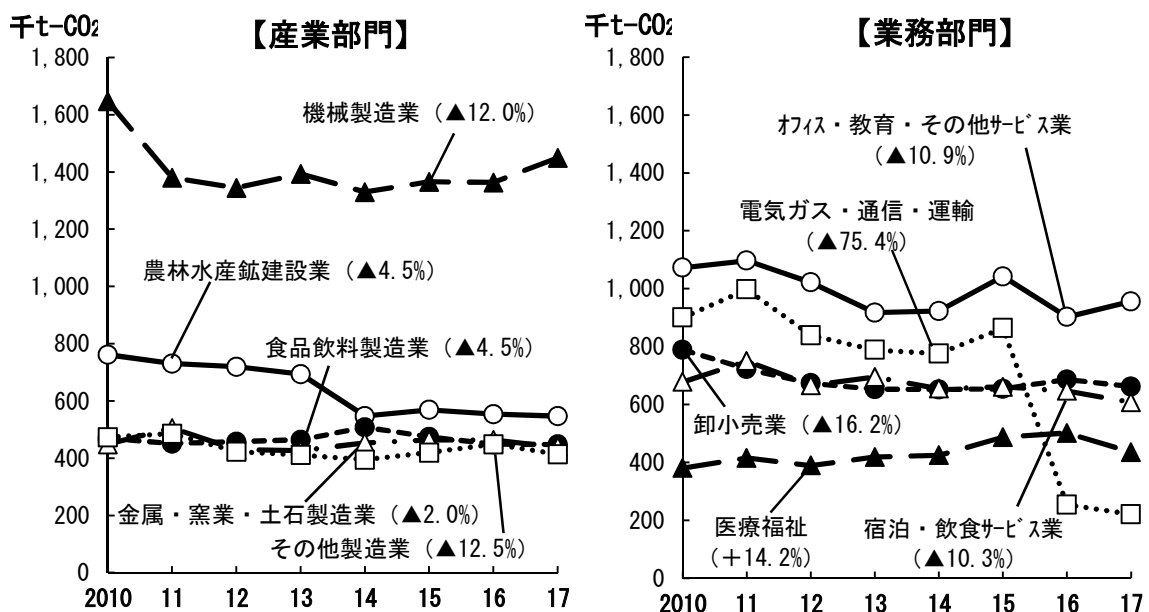 千t-CO₂
【産業部門】
1,800
1,600
1,400
1,200
1,000
800
600
400
200
0
機械製造業（▲12.0%）
農林水産鉱建設業（▲4.5%）
食品飲料製造業（▲4.5%）
金属・窯業・土石製造業（▲2.0%）
その他製造業（▲12.5%）
2010 11 12 13 14 15 16 17
千t-CO₂
【業務部門】
1,800
1,600
1,400
1,200
1,000
800
600
400
200
0
ｵﾌｨｽ・教育・その他ｻｰﾋﾞｽ業
（▲10.9%）
電気ガス・通信・運輸
（▲75.4%）
卸小売業（▲16.2%）
医療福祉
（＋14.2%）
宿泊・飲食ｻｰﾋﾞｽ業
（▲10.3%）
2010 11 12 13 14 15 16 17